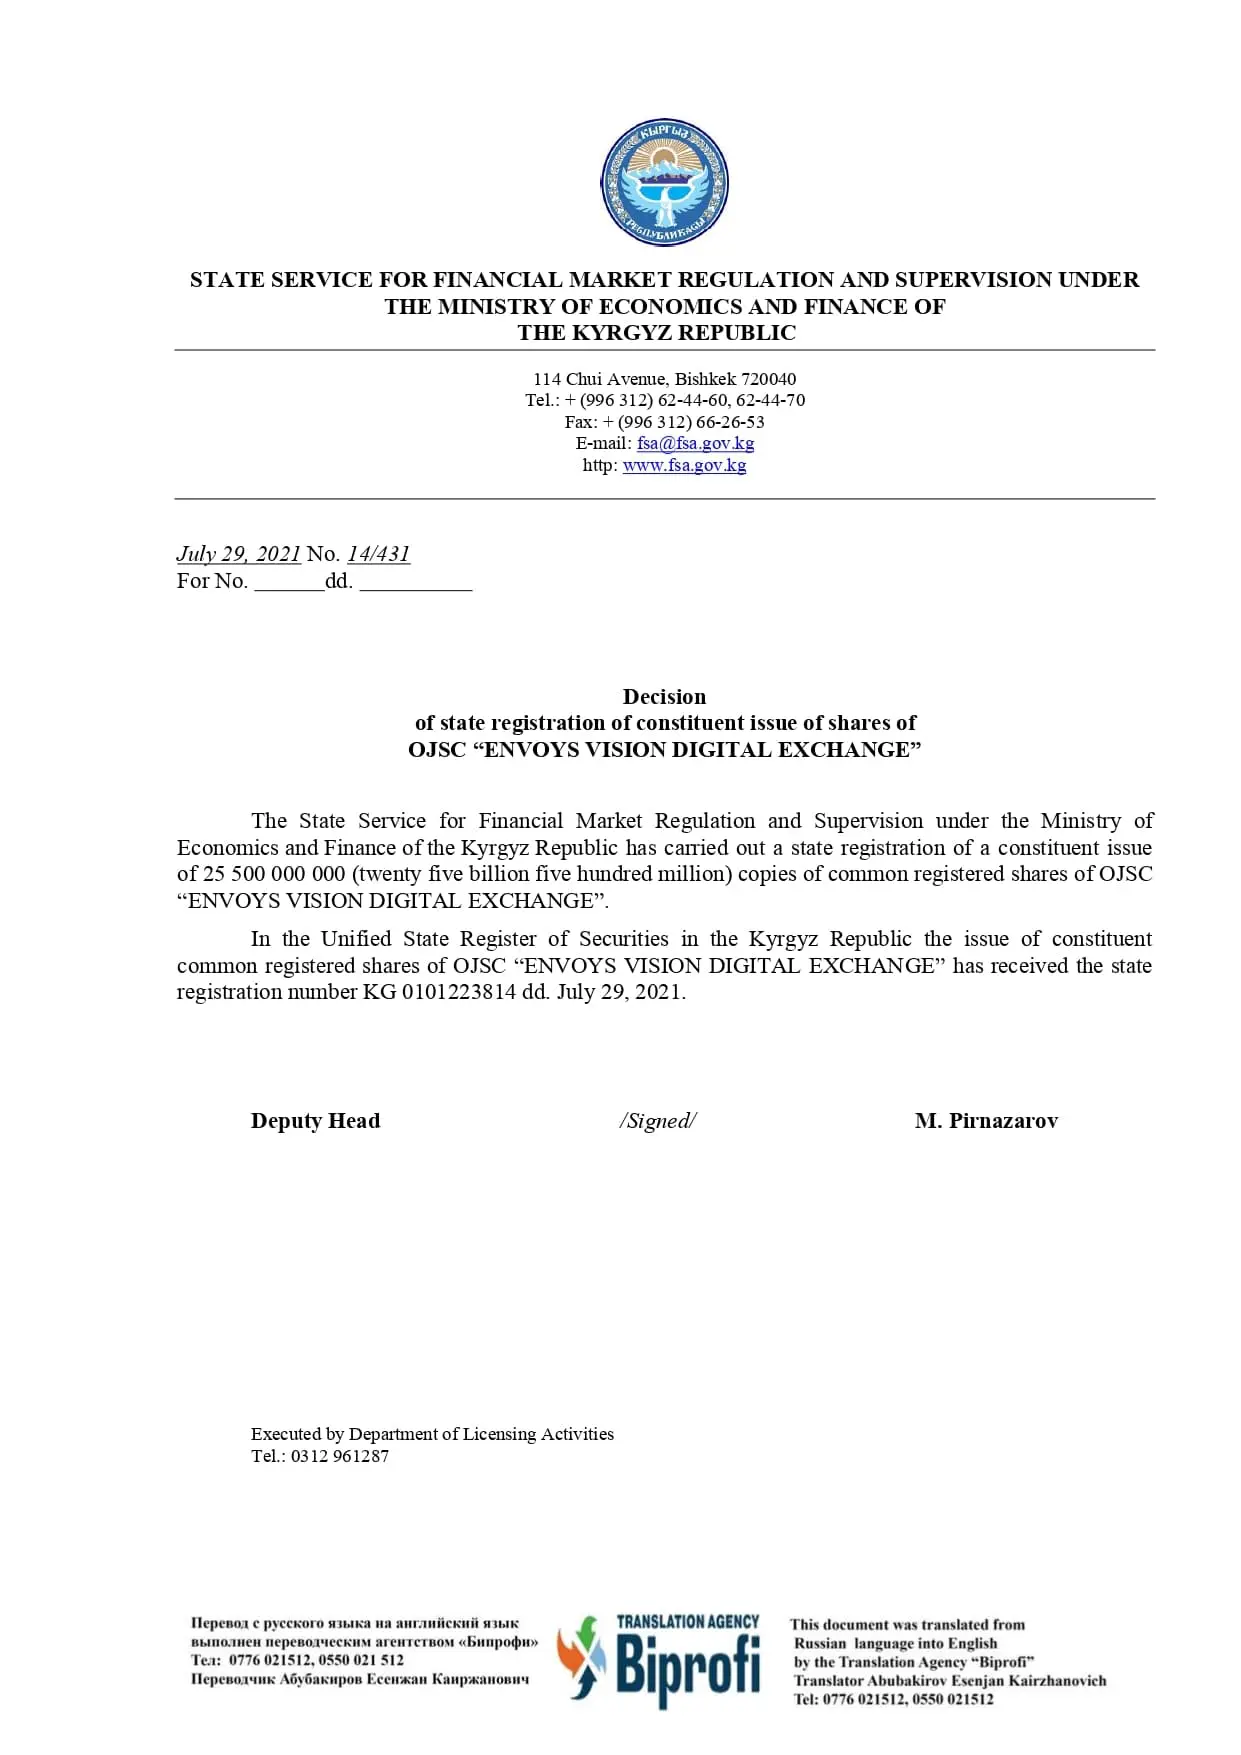 КЫРГЫЗ
РЕСПУБЛИКАСЫ
STATE SERVICE FOR FINANCIAL MARKET REGULATION AND SUPERVISION UNDER
THE MINISTRY OF ECONOMICS AND FINANCE OF
THE KYRGYZ REPUBLIC
114 Chui Avenue, Bishkek 720040
Tel.: + (996 312) 62-44-60, 62-44-70
Fax: + (996 312) 66-26-53
E-mail: fsa@fsa.gov.kg
http: www.fsa.gov.kg
July 29, 2021 No. 14/431
For No. ______dd. __________
Decision
of state registration of constituent issue of shares of
OJSC “ENVOYS VISION DIGITAL EXCHANGE”
The State Service for Financial Market Regulation and Supervision under the Ministry of
Economics and Finance of the Kyrgyz Republic has carried out a state registration of a constituent issue
of 25 500 000 000 (twenty five billion five hundred million) copies of common registered shares of OJSC
“ENVOYS VISION DIGITAL EXCHANGE”.
In the Unified State Register of Securities in the Kyrgyz Republic the issue of constituent
common registered shares of OJSC “ENVOYS VISION DIGITAL EXCHANGE” has received the state
registration number KG 0101223814 dd. July 29, 2021.
Deputy Head /Signed/ M. Pirnazarov
Executed by Department of Licensing Activities
Tel.: 0312 961287
Перевод с русского языка на английский язык
выполнен переводческим агентством «Бипрофи»
Тел: 0776 021512, 0550 021 512
Переводчик Абубакиров Есенжан Каиржанович
TRANSLATION AGENCY
Biprofi
This document was translated from
Russian language into English
by the Translation Agency “Biprofi”
Translator Abubakirov Esenjan Kairzhanovich
Tel: 0776 021512, 0550 021512